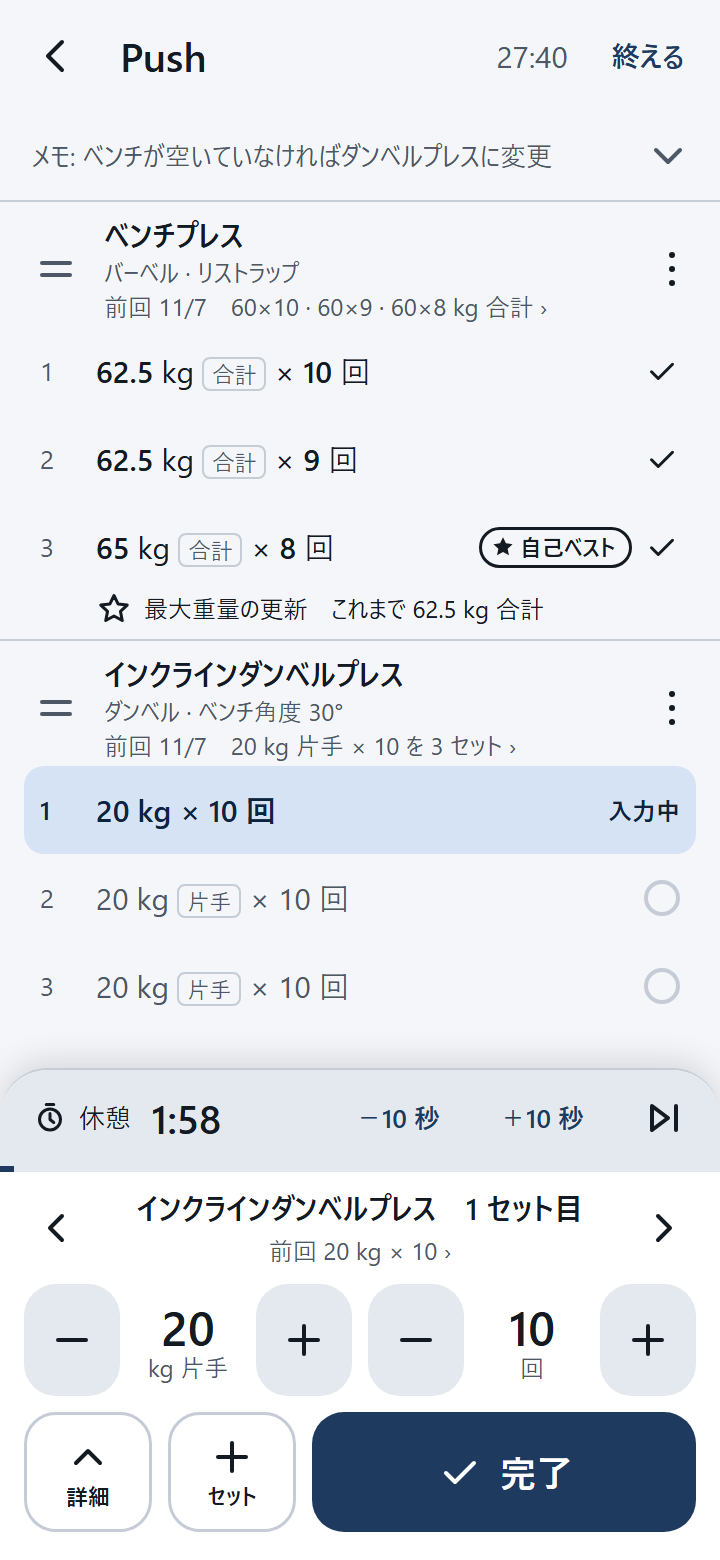 Push 27:40 終える
メモ: ベンチが空いていなければダンベルプレスに変更
ベンチプレス
バーベル · リストラップ
前回 11/7 60×10 · 60×9 · 60×8 kg 合計 ›
1 62.5 kg 合計 × 10 回
2 62.5 kg 合計 × 9 回
3 65 kg 合計 × 8 回 ★ 自己ベスト
最大重量の更新 これまで 62.5 kg 合計
インクラインダンベルプレス
ダンベル · ベンチ角度 30°
前回 11/7 20 kg 片手 × 10 を 3 セット ›
1 20 kg × 10 回 入力中
2 20 kg 片手 × 10 回
3 20 kg 片手 × 10 回
休憩 1:58 −10 秒 +10 秒
インクラインダンベルプレス 1 セット目
前回 20 kg × 10 ›
20 10
kg 片手 回
詳細 セット 完了